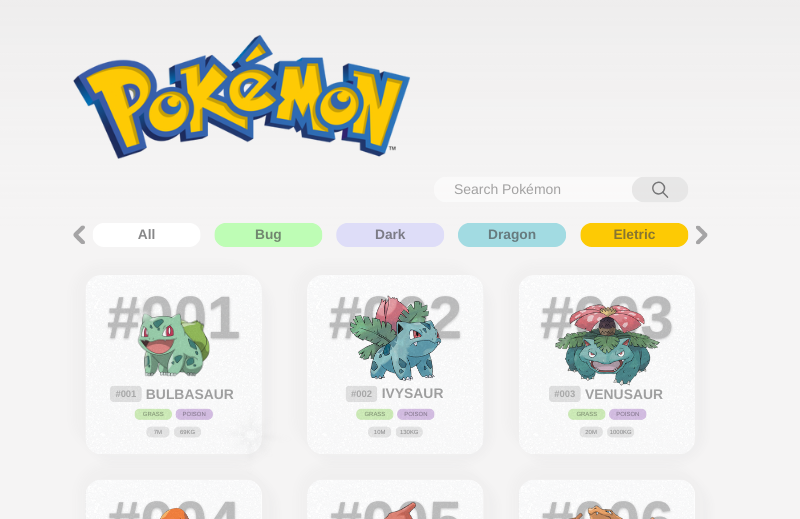 POKéMON
TM
Search Pokémon
All Bug Dark Dragon Eletric
#001 #002 #003
#001 BULBASAUR #002 IVYSAUR #003 VENUSAUR
GRASS POISON GRASS POISON GRASS POISON
7M 69KG 10M 130KG 20M 1000KG
#004 #005 #006